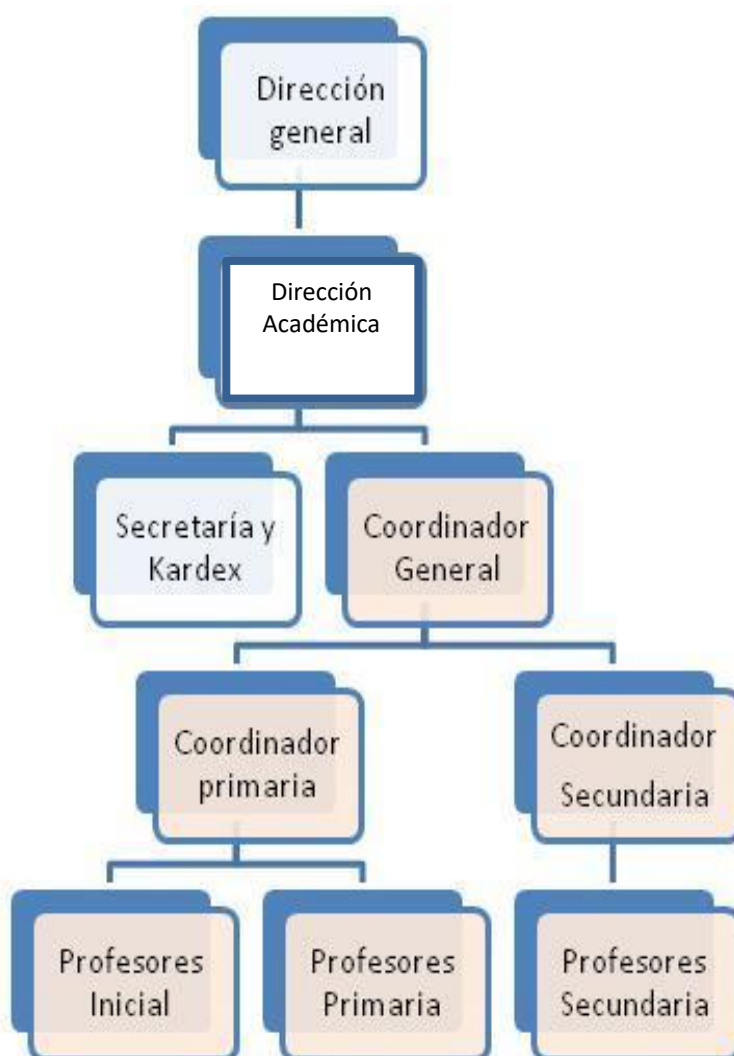 Dirección
general
Dirección
Académica
Secretaría y
Kardex
Coordinador
General
Coordinador
primaria
Coordinador
Secundaria
Profesores
Inicial
Profesores
Primaria
Profesores
Secundaria